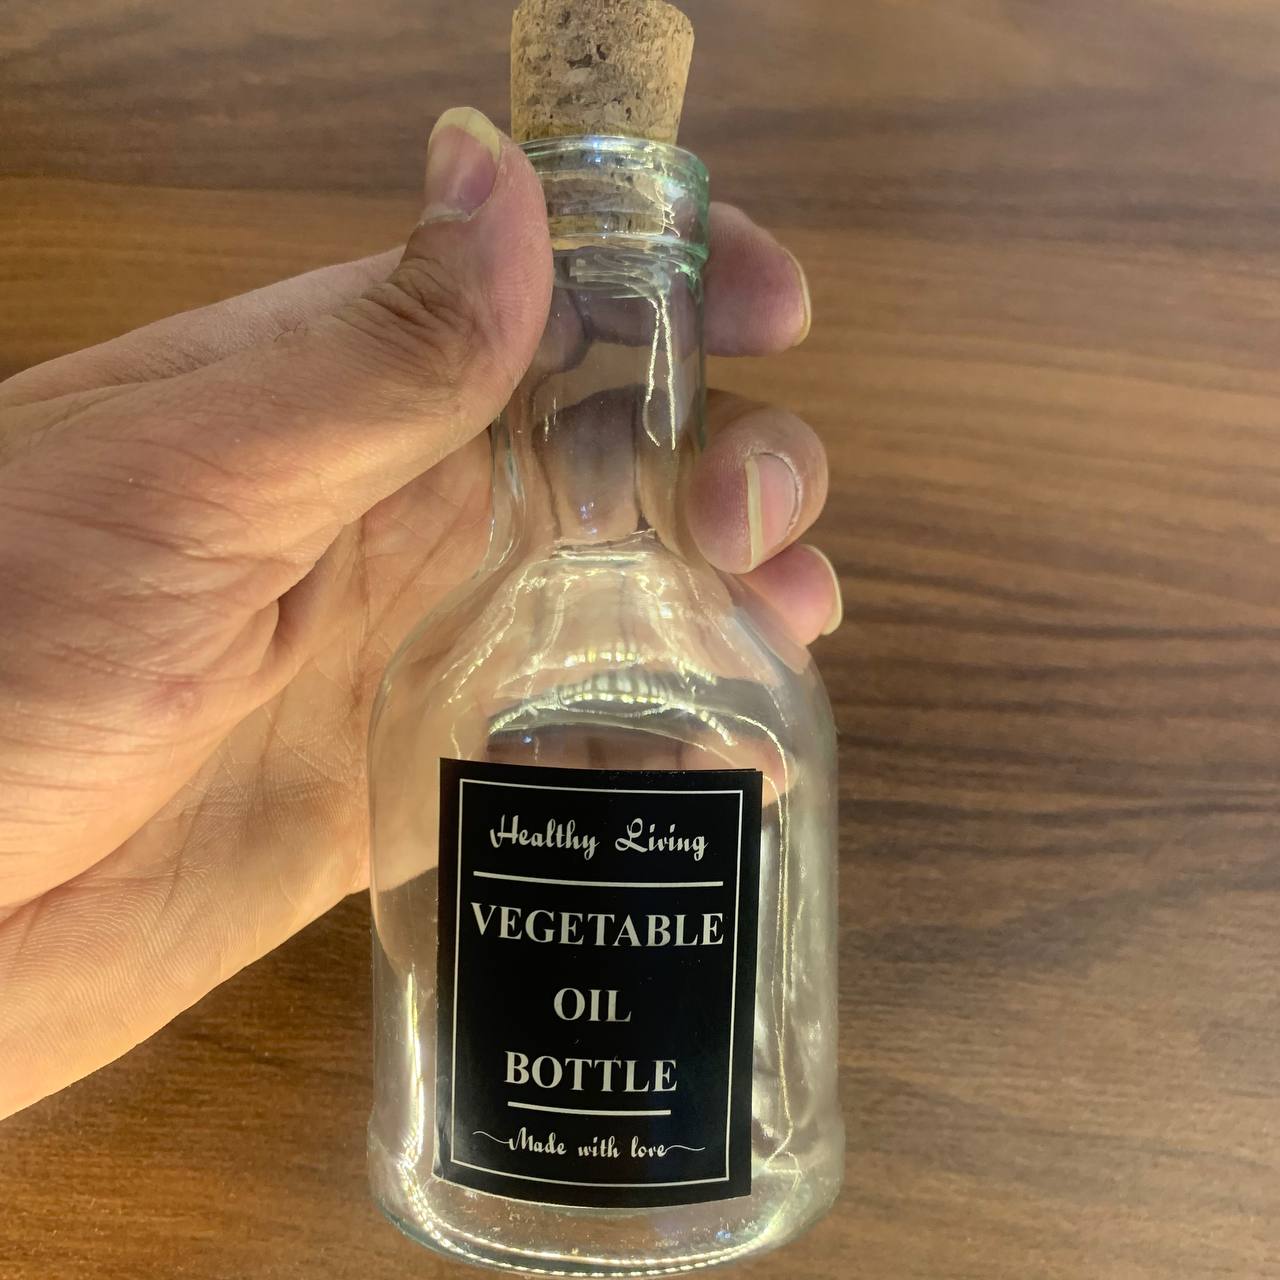 Healthy Living
VEGETABLE
OIL
BOTTLE
Made with love